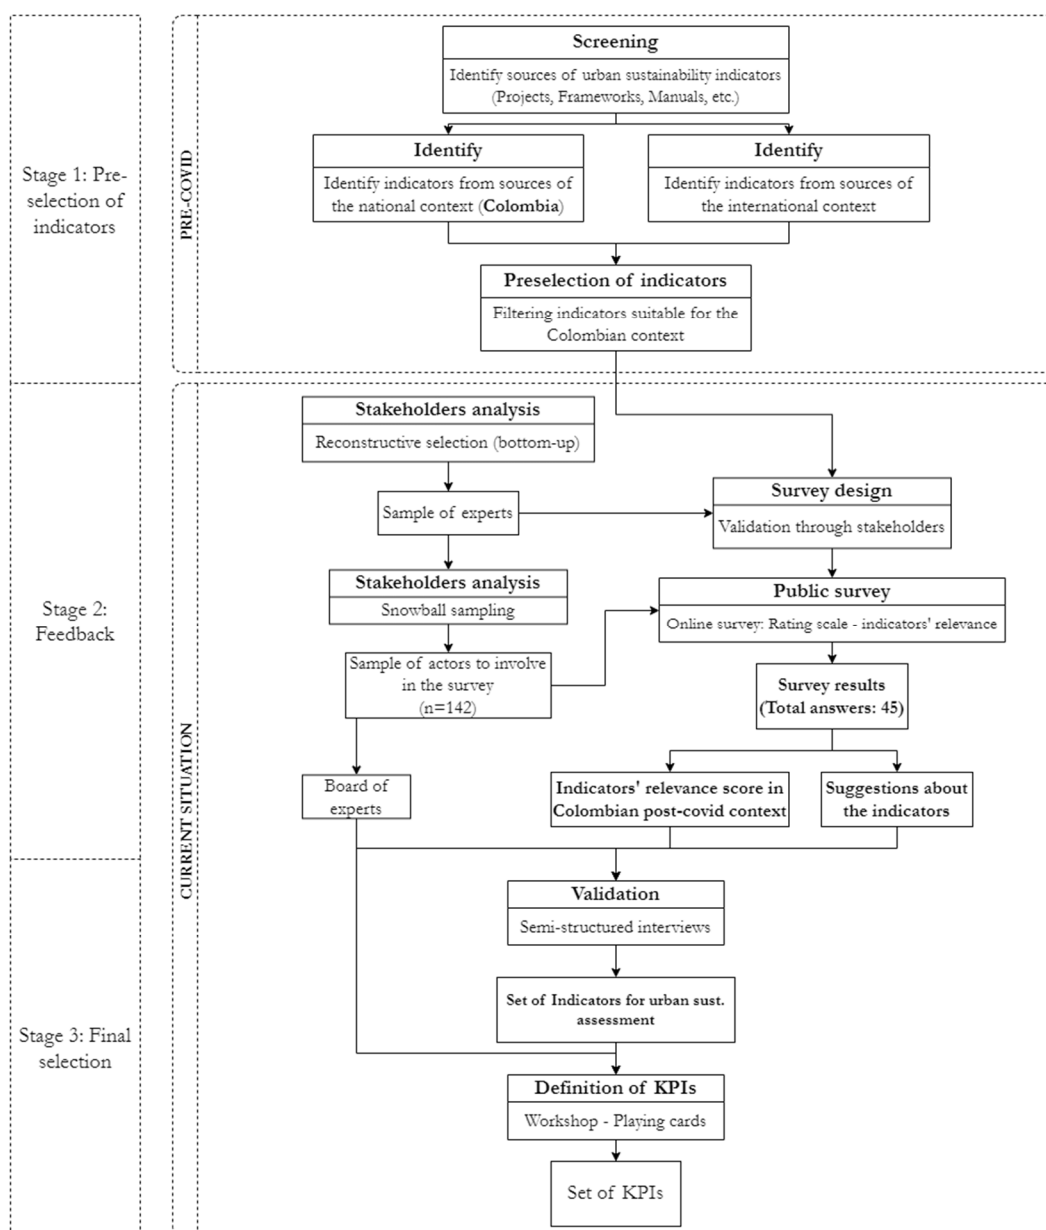 Stage 1: Pre-
selection of
indicators
PRE-COVID
Screening
Identify sources of urban sustainability indicators
(Projects, Frameworks, Manuals, etc.)
Identify
Identify indicators from sources of
the national context (Colombia)
Identify
Identify indicators from sources of
the international context
Preselection of indicators
Filtering indicators suitable for the
Colombian context
Stage 2:
Feedback
CURRENT SITUATION
Stakeholders analysis
Reconstructive selection (bottom-up)
Sample of experts
Survey design
Validation through stakeholders
Stakeholders analysis
Snowball sampling
Public survey
Online survey: Rating scale - indicators' relevance
Sample of actors to involve
in the survey
(n=142)
Survey results
(Total answers: 45)
Board of
experts
Indicators' relevance score in
Colombian post-covid context
Suggestions about
the indicators
Stage 3: Final
selection
Validation
Semi-structured interviews
Set of Indicators for urban sust.
assessment
Definition of KPIs
Workshop - Playing cards
Set of KPIs